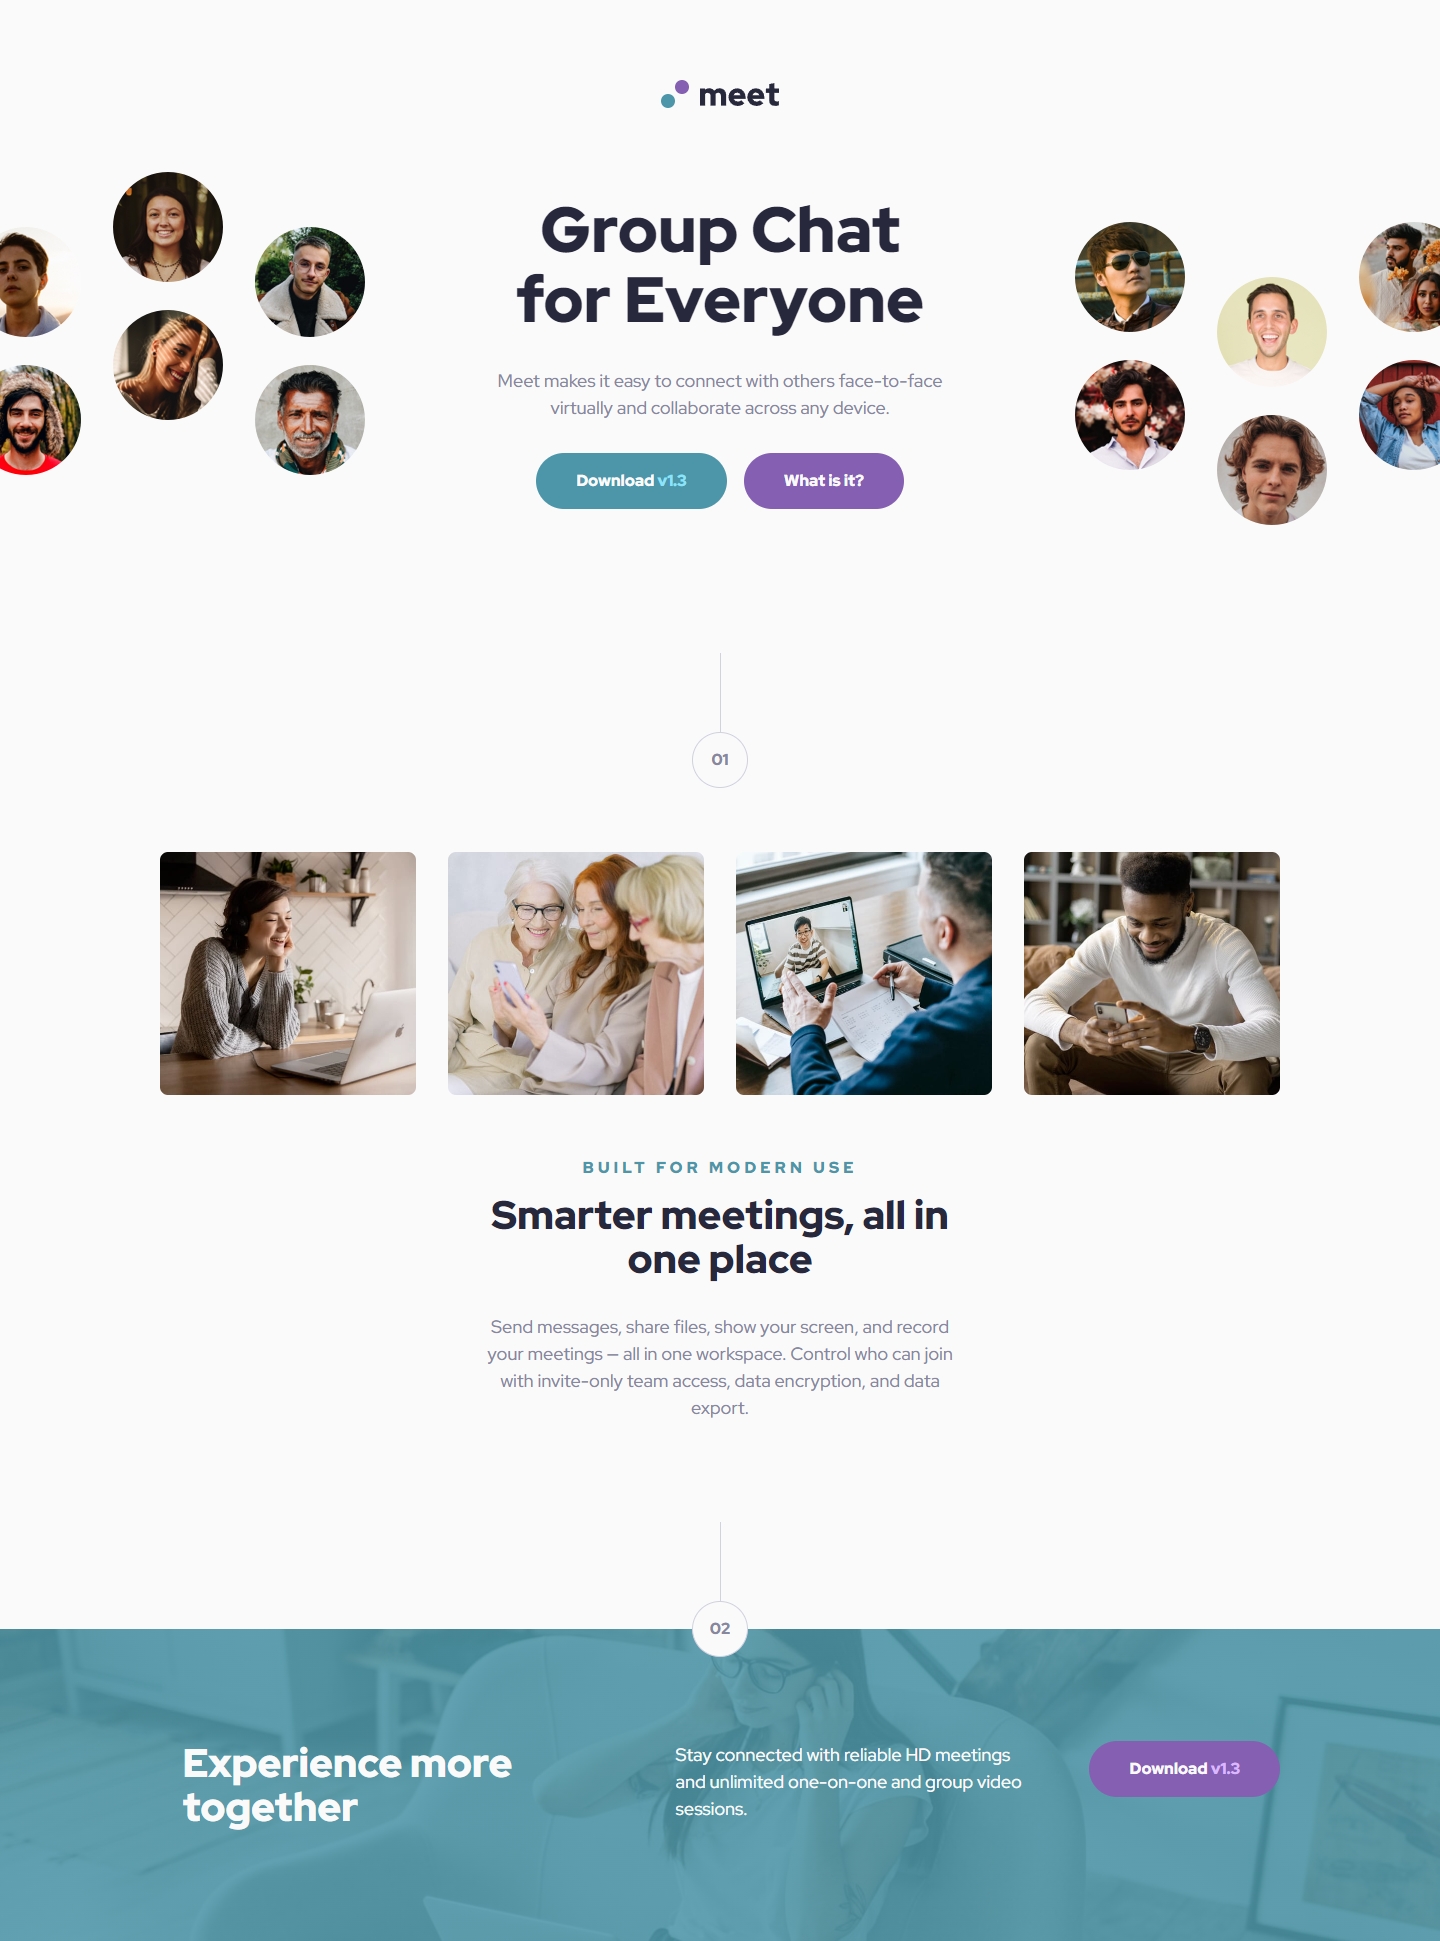 meet
Group Chat
for Everyone
Meet makes it easy to connect with others face-to-face
virtually and collaborate across any device.
Download v1.3
What is it?
01
BUILT FOR MODERN USE
Smarter meetings, all in
one place
Send messages, share files, show your screen, and record
your meetings — all in one workspace. Control who can join
with invite-only team access, data encryption, and data
export.
02
Experience more
together
Stay connected with reliable HD meetings
and unlimited one-on-one and group video
sessions.
Download v1.3